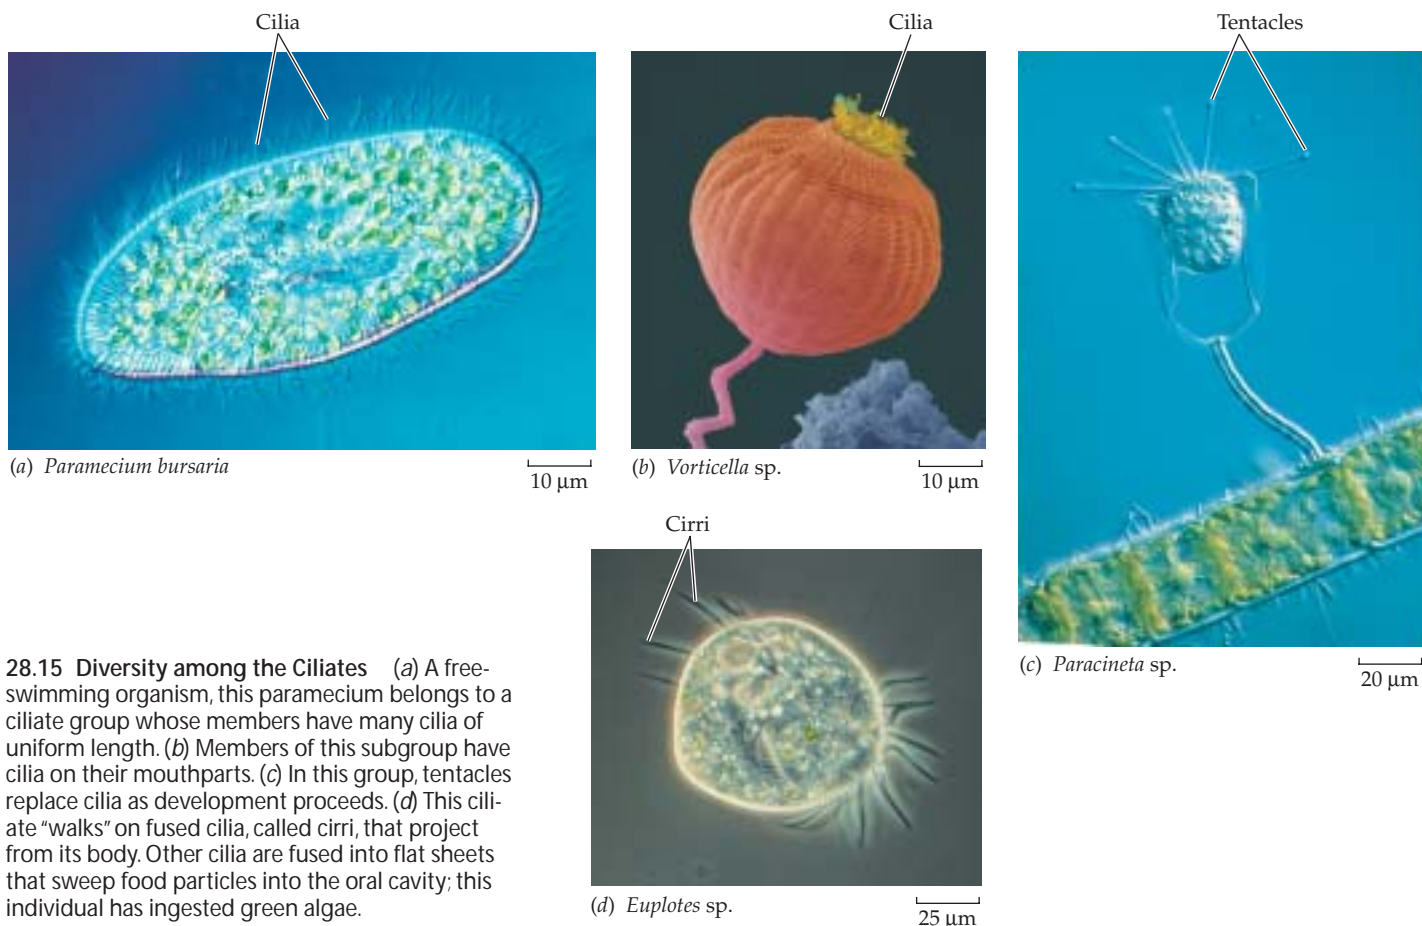 Cilia
Cilia
Tentacles
(a) Paramecium bursaria
10 µm
(b) Vorticella sp.
10 µm
Cirri
(c) Paracineta sp.
20 µm
28.15 Diversity among the Ciliates (a) A free-
swimming organism, this paramecium belongs to a
ciliate group whose members have many cilia of
uniform length. (b) Members of this subgroup have
cilia on their mouthparts. (c) In this group, tentacles
replace cilia as development proceeds. (d) This cili-
ate “walks” on fused cilia, called cirri, that project
from its body. Other cilia are fused into flat sheets
that sweep food particles into the oral cavity; this
individual has ingested green algae.
(d) Euplotes sp.
25 µm